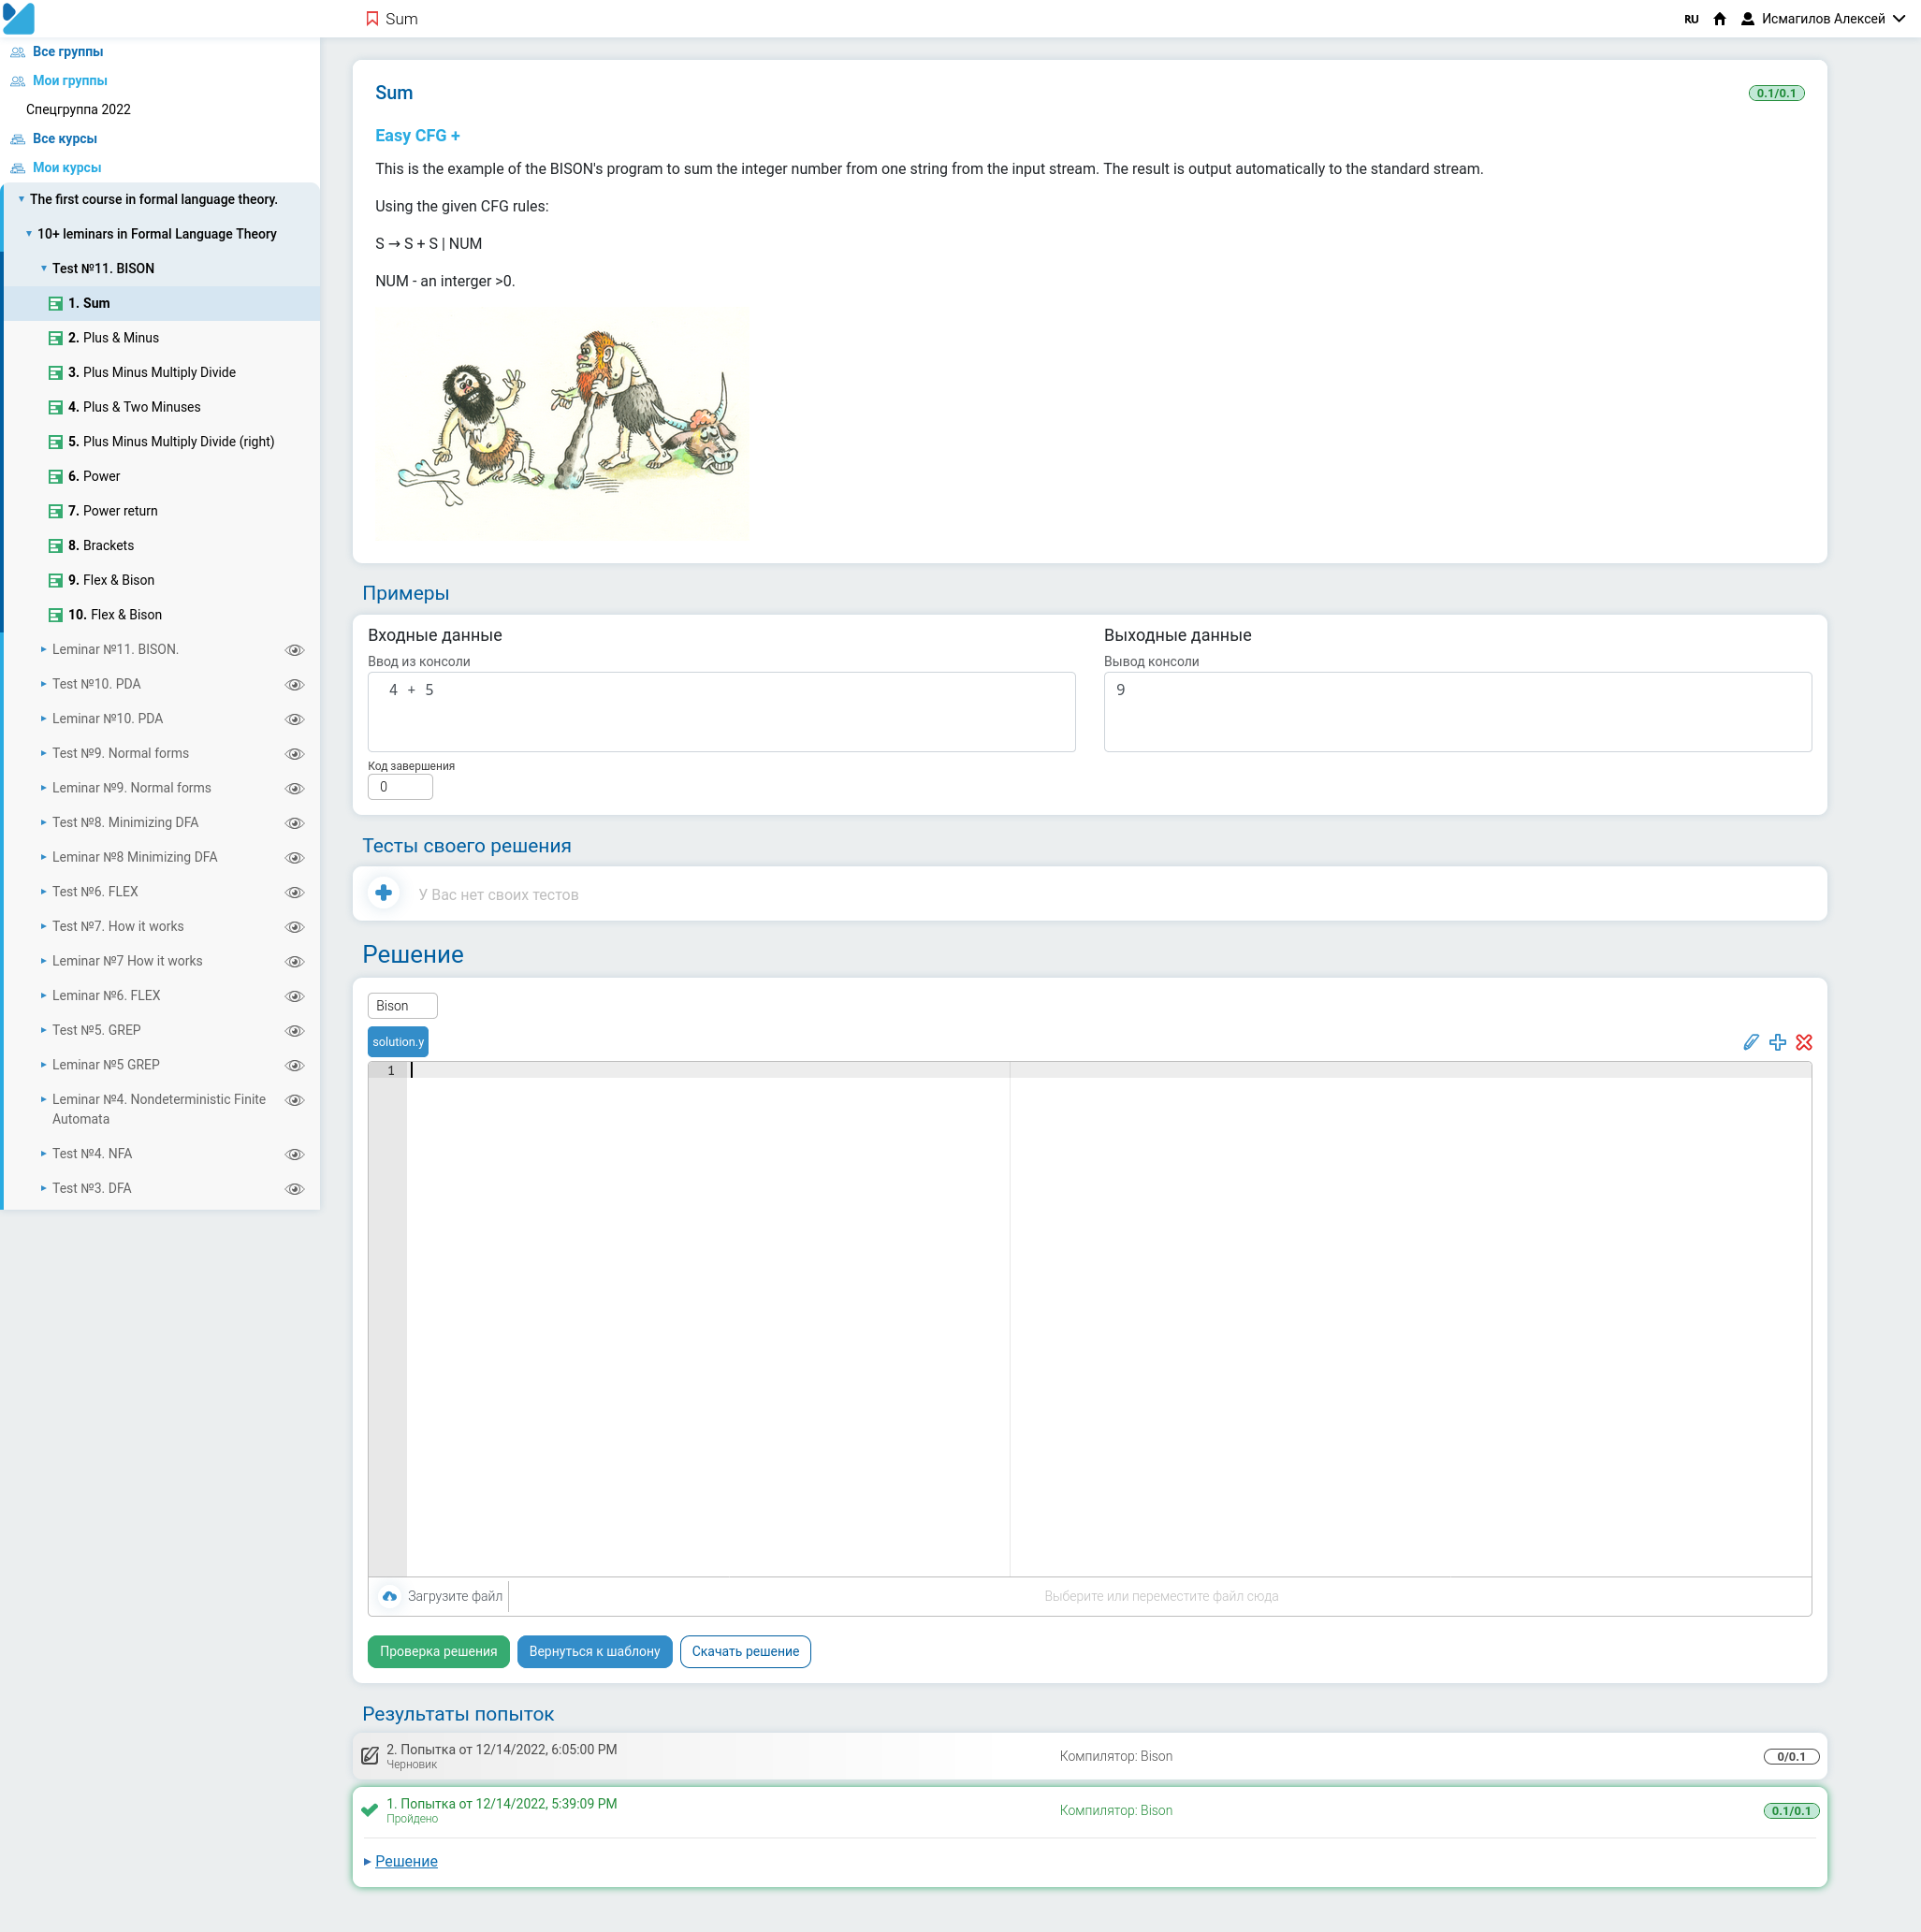 Sum
RU
Исмагилов Алексей
Все группы
Мои группы
Спецгруппа 2022
Все курсы
Мои курсы
The first course in formal language theory.
10+ leminars in Formal Language Theory
Test №11. BISON
1. Sum
2. Plus & Minus
3. Plus Minus Multiply Divide
4. Plus & Two Minuses
5. Plus Minus Multiply Divide (right)
6. Power
7. Power return
8. Brackets
9. Flex & Bison
10. Flex & Bison
Leminar №11. BISON.
Test №10. PDA
Leminar №10. PDA
Test №9. Normal forms
Leminar №9. Normal forms
Test №8. Minimizing DFA
Leminar №8 Minimizing DFA
Test №6. FLEX
Test №7. How it works
Leminar №7 How it works
Leminar №6. FLEX
Test №5. GREP
Leminar №5 GREP
Leminar №4. Nondeterministic Finite
Automata
Test №4. NFA
Test №3. DFA
Sum
0.1/0.1
Easy CFG +
This is the example of the BISON's program to sum the integer number from one string from the input stream. The result is output automatically to the standard stream.
Using the given CFG rules:
S → S + S | NUM
NUM - an interger >0.
Примеры
Входные данные
Ввод из консоли
4 + 5
Код завершения
0
Выходные данные
Вывод консоли
9
Тесты своего решения
У Вас нет своих тестов
Решение
Bison
solution.y
1
Загрузите файл
Выберите или переместите файл сюда
Проверка решения
Вернуться к шаблону
Скачать решение
Результаты попыток
2. Попытка от 12/14/2022, 6:05:00 PM
Черновик
Компилятор: Bison
0/0.1
1. Попытка от 12/14/2022, 5:39:09 PM
Пройдено
Компилятор: Bison
0.1/0.1
Решение